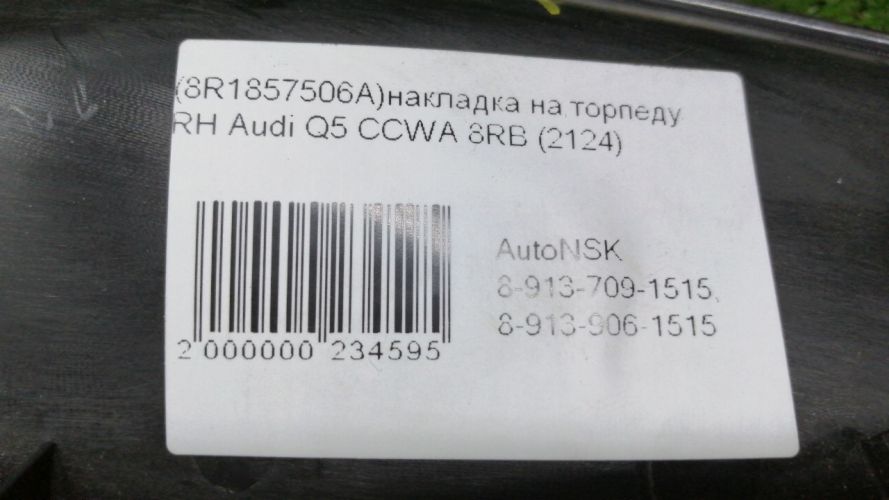 (8R1857506A)накладка на торпеду
RH Audi Q5 CCWA 8RB (2124)
AutoNSK
8-913-709-1515,
8-913-906-1515
2 000000 234595